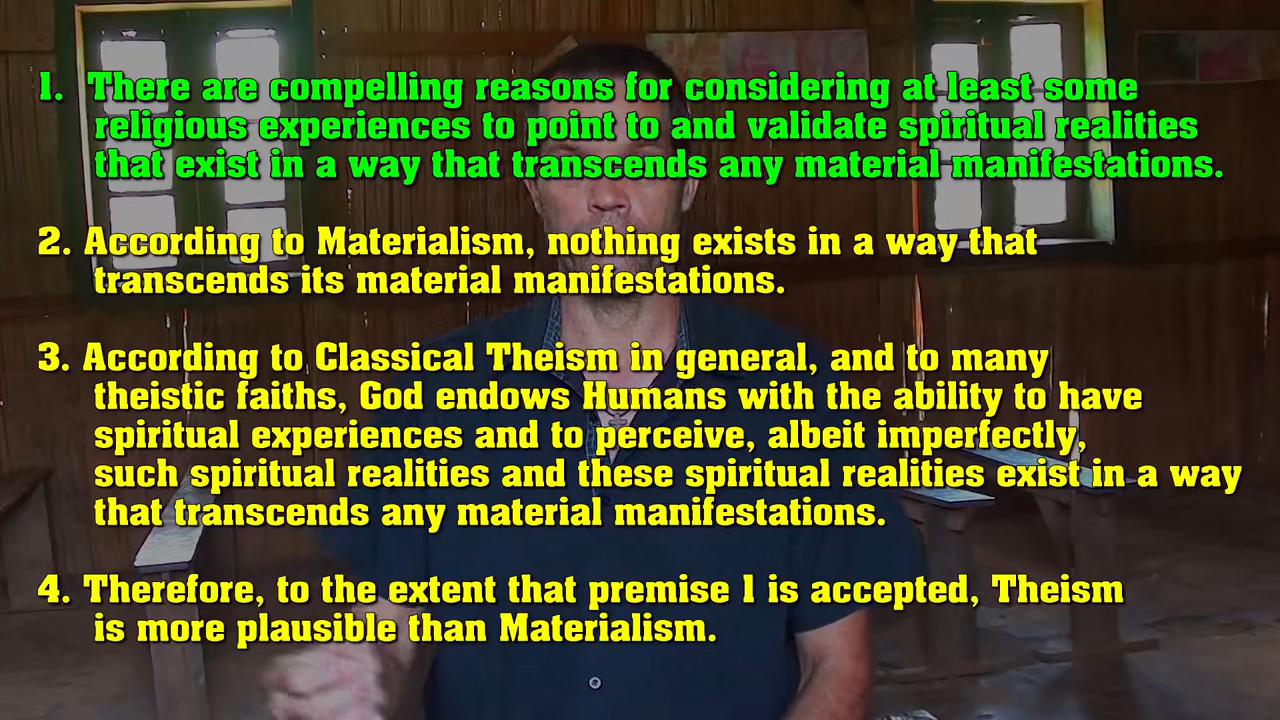 1. There are compelling reasons for considering at least some
religious experiences to point to and validate spiritual realities
that exist in a way that transcends any material manifestations.
2. According to Materialism, nothing exists in a way that
transcends its material manifestations.
3. According to Classical Theism in general, and to many
theistic faiths, God endows Humans with the ability to have
spiritual experiences and to perceive, albeit imperfectly,
such spiritual realities and these spiritual realities exist in a way
that transcends any material manifestations.
4. Therefore, to the extent that premise 1 is accepted, Theism
is more plausible than Materialism.